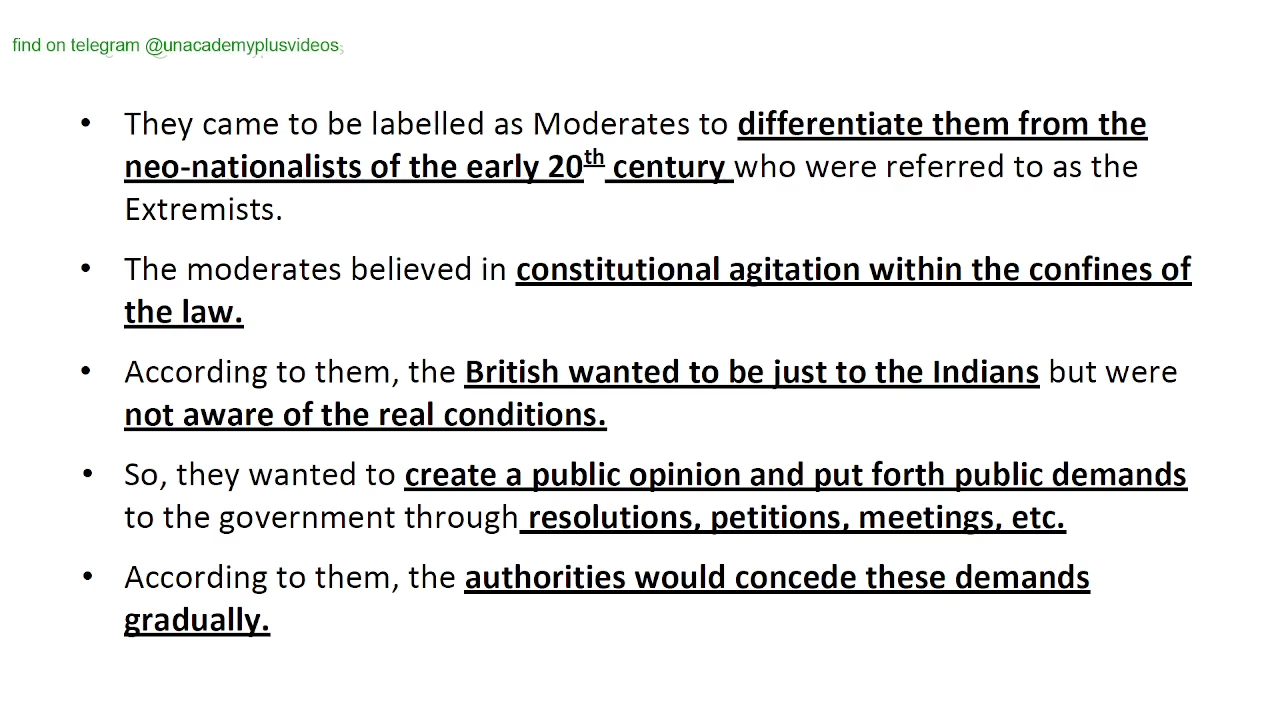 find on telegram @unacademyplusvideos
• They came to be labelled as Moderates to differentiate them from the
neo-nationalists of the early 20th century who were referred to as the
Extremists.
• The moderates believed in constitutional agitation within the confines of
the law.
• According to them, the British wanted to be just to the Indians but were
not aware of the real conditions.
• So, they wanted to create a public opinion and put forth public demands
to the government through resolutions, petitions, meetings, etc.
• According to them, the authorities would concede these demands
gradually.